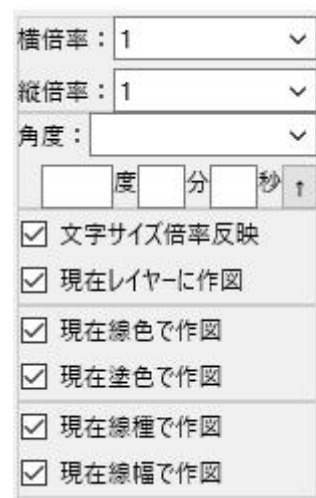 横倍率：1
縦倍率：1
角度：
度 分 秒 ↑
文字サイズ倍率反映
現在レイヤーに作図
現在線色で作図
現在塗色で作図
現在線種で作図
現在線幅で作図